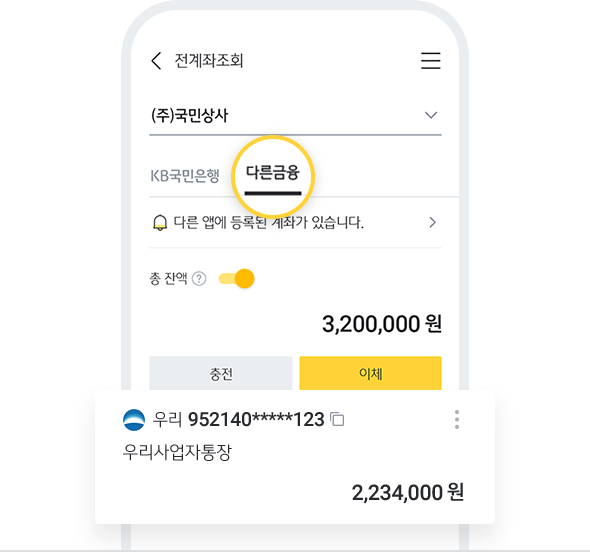 전계좌조회
(주)국민상사
KB국민은행 다른금융
다른 앱에 등록된 계좌가 있습니다.
총 잔액 ?
3,200,000 원
충전 이체
우리 952140*****123
우리사업자통장
2,234,000 원